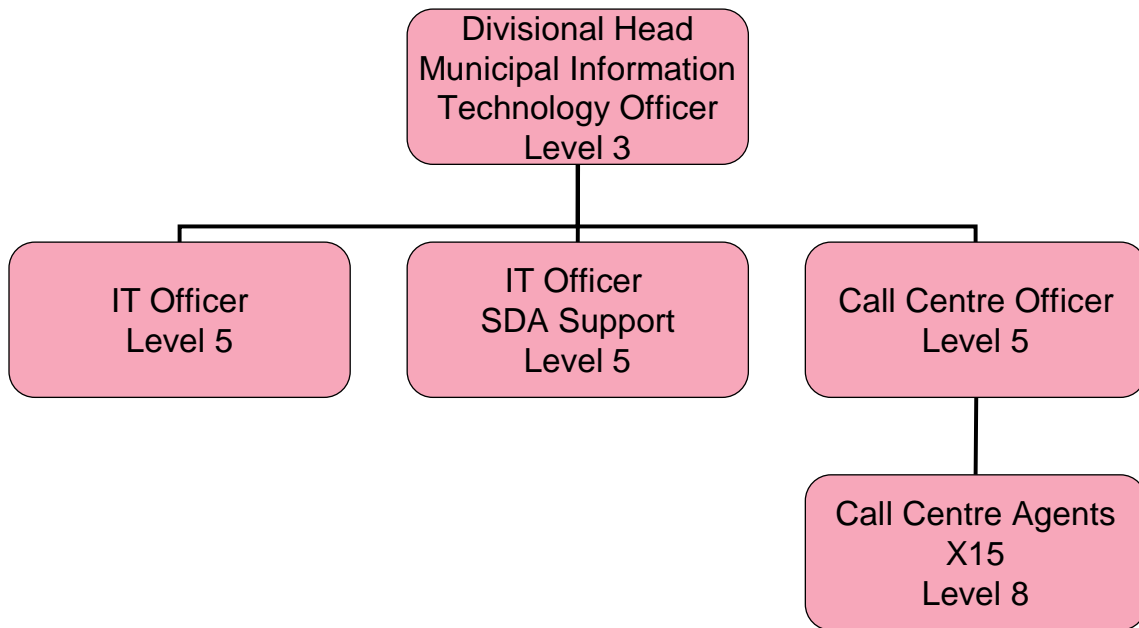 Divisional Head
Municipal Information
Technology Officer
Level 3
IT Officer
Level 5
IT Officer
SDA Support
Level 5
Call Centre Officer
Level 5
Call Centre Agents
X15
Level 8